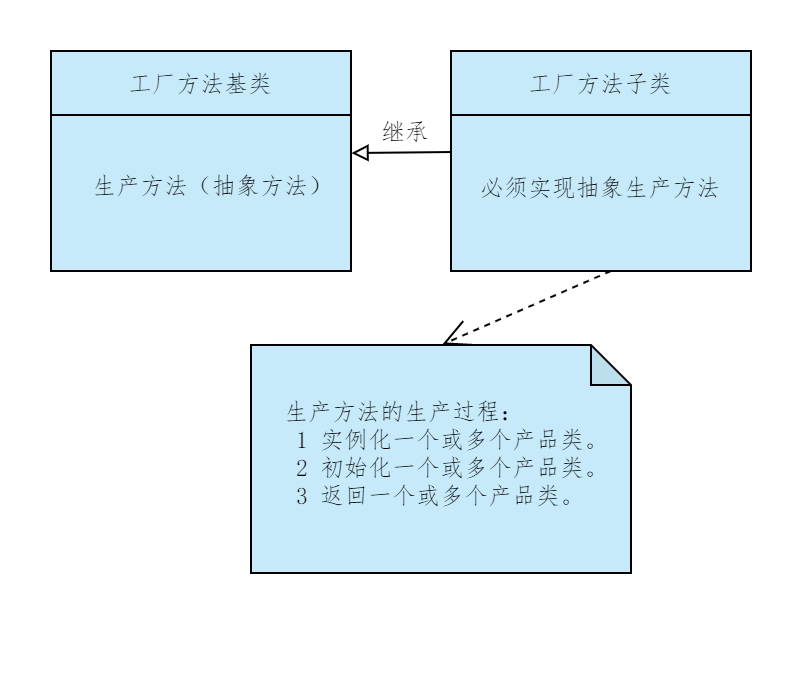 工厂方法基类
工厂方法子类
继承
生产方法（抽象方法）
必须实现抽象生产方法
生产方法的生产过程：
1 实例化一个或多个产品类。
2 初始化一个或多个产品类。
3 返回一个或多个产品类。